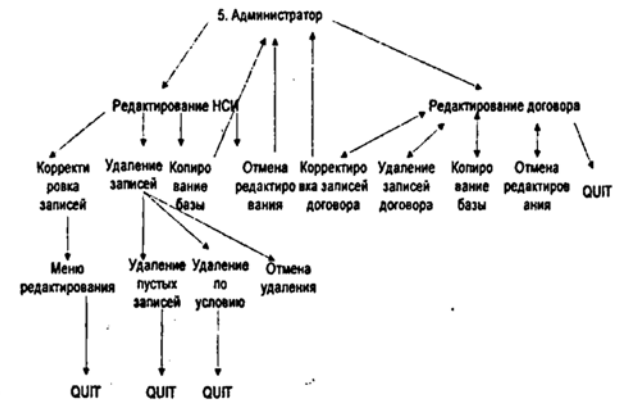 5. Администратор
Редактирование НСИ
Редактирование договора
Корректи
ровка
записей
Удаление
записей
Копиро
вание
базы
Отмена
редактиро
вания
Корректиро
вка записей
договора
Удаление
записей
договора
Копиро
вание
базы
Отмена
редактиров
ания
QUIT
Меню
редактирования
Удаление
пустых
записей
Удаление
по
условию
Отмена
удаления
QUIT
QUIT
QUIT